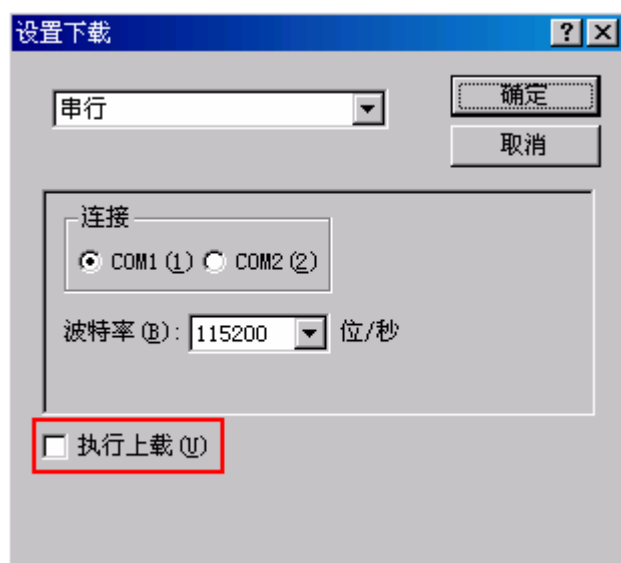 设置下载
串行
确定
取消
连接
COM1(1) COM2(2)
波特率(B): 115200 位/秒
执行上载(U)